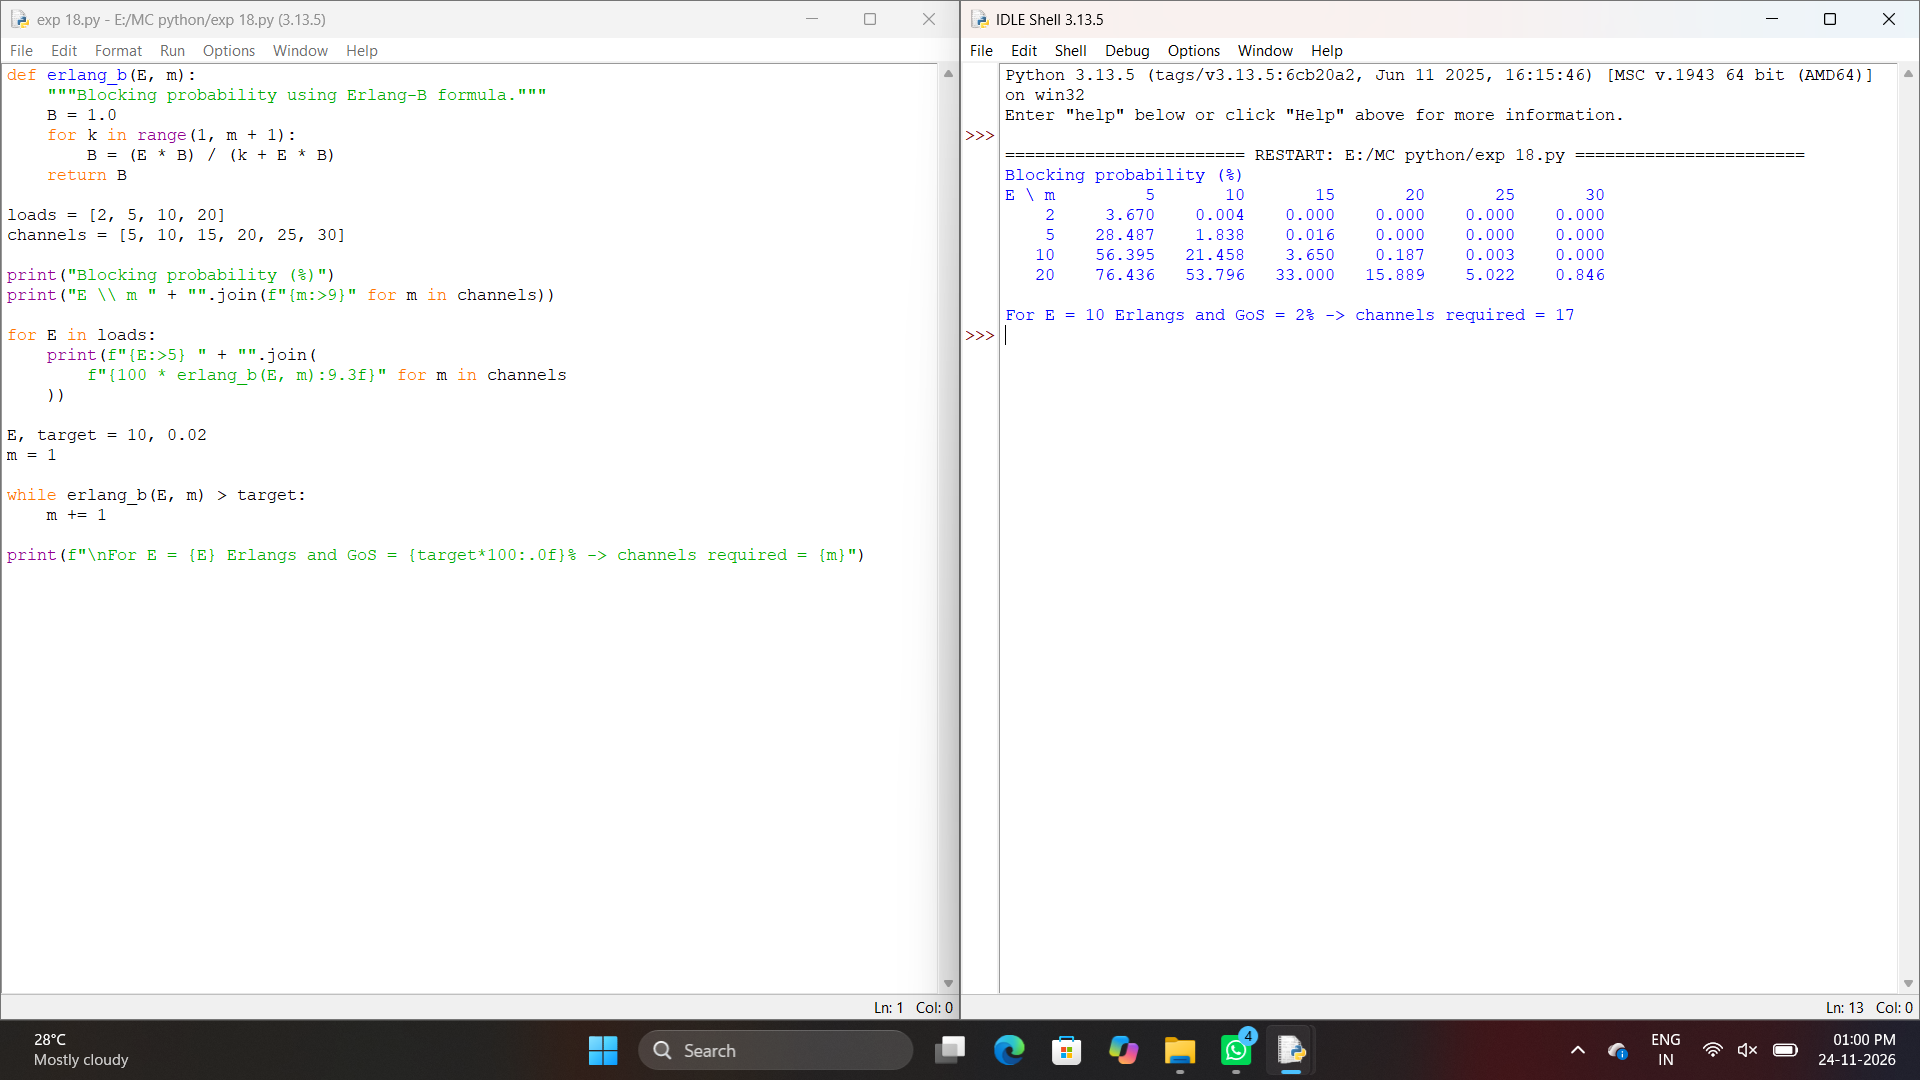 exp 18.py - E:/MC python/exp 18.py (3.13.5)
File Edit Format Run Options Window Help
def erlang_b(E, m):
    """Blocking probability using Erlang-B formula."""
    B = 1.0
    for k in range(1, m + 1):
        B = (E * B) / (k + E * B)
    return B
loads = [2, 5, 10, 20]
channels = [5, 10, 15, 20, 25, 30]
print("Blocking probability (%)")
print("E \\ m " + "".join(f"{m:>9}" for m in channels))
for E in loads:
    print(f"{E:>5} " + "".join(
        f"{100 * erlang_b(E, m):9.3f}" for m in channels
    ))
E, target = 10, 0.02
m = 1
while erlang_b(E, m) > target:
    m += 1
print(f"\nFor E = {E} Erlangs and GoS = {target*100:.0f}% -> channels required = {m}")
Ln: 1 Col: 0
IDLE Shell 3.13.5
File Edit Shell Debug Options Window Help
Python 3.13.5 (tags/v3.13.5:6cb20a2, Jun 11 2025, 16:15:46) [MSC v.1943 64 bit (AMD64)]
on win32
Enter "help" below or click "Help" above for more information.
>>>
======================== RESTART: E:/MC python/exp 18.py =======================
Blocking probability (%)
E \ m         5       10       15       20       25       30
    2     3.670    0.004    0.000    0.000    0.000    0.000
    5    28.487    1.838    0.016    0.000    0.000    0.000
   10    56.395   21.458    3.650    0.187    0.003    0.000
   20    76.436   53.796   33.000   15.889    5.022    0.846
For E = 10 Erlangs and GoS = 2% -> channels required = 17
>>>
Ln: 13 Col: 0
28°C
Mostly cloudy
Search
4
ENG
IN
01:00 PM
24-11-2026